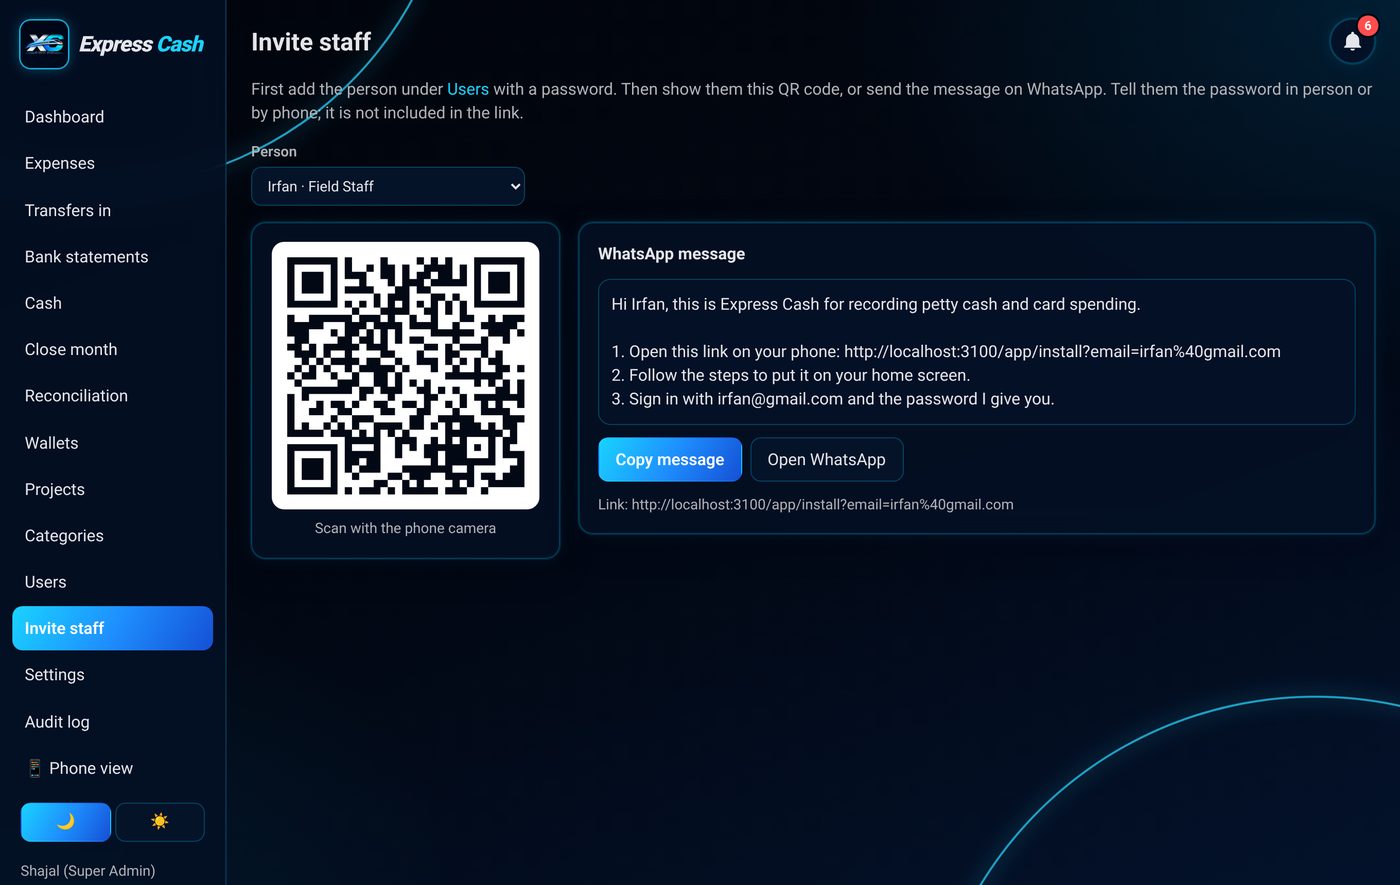 XG Express Cash
Dashboard
Expenses
Transfers in
Bank statements
Cash
Close month
Reconciliation
Wallets
Projects
Categories
Users
Invite staff
Settings
Audit log
Phone view
Shajal (Super Admin)
Invite staff
6
First add the person under Users with a password. Then show them this QR code, or send the message on WhatsApp. Tell them the password in person or
by phone; it is not included in the link.
Person
Irfan · Field Staff
Scan with the phone camera
WhatsApp message
Hi Irfan, this is Express Cash for recording petty cash and card spending.
1. Open this link on your phone: http://localhost:3100/app/install?email=irfan%40gmail.com
2. Follow the steps to put it on your home screen.
3. Sign in with irfan@gmail.com and the password I give you.
Copy message
Open WhatsApp
Link: http://localhost:3100/app/install?email=irfan%40gmail.com